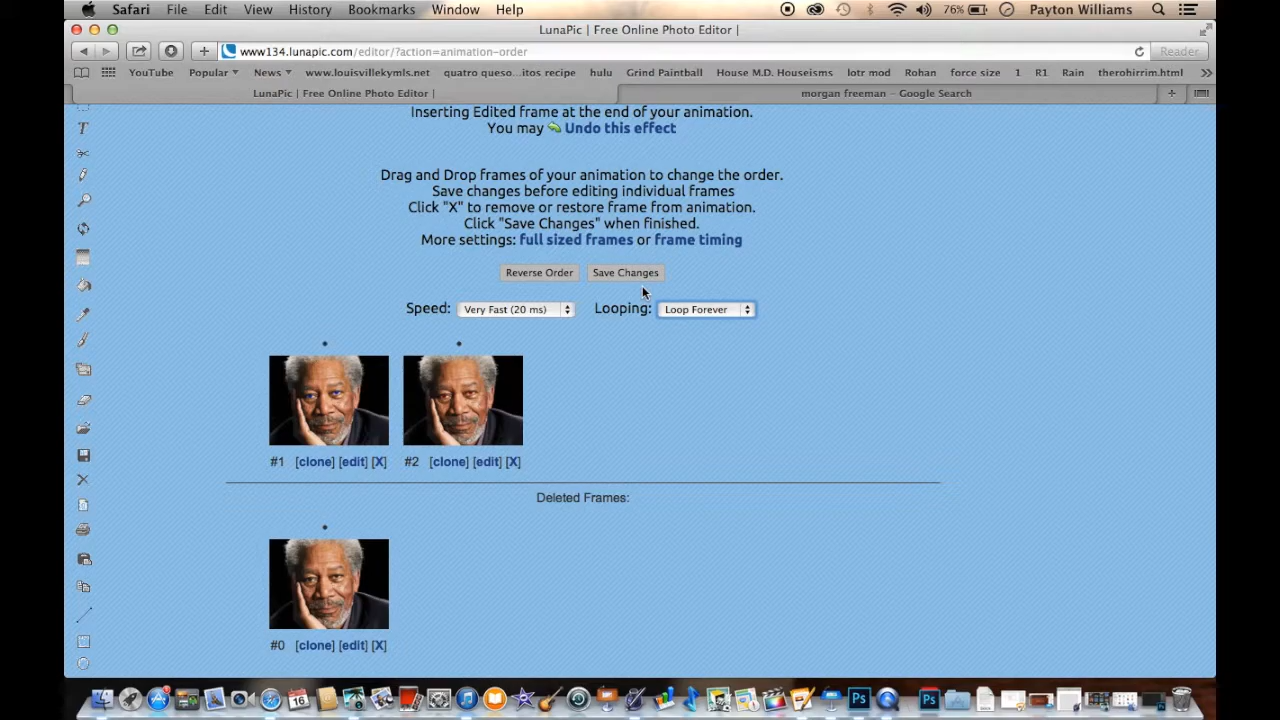 Safari File Edit View History Bookmarks Window Help 76% Payton Williams
LunaPic | Free Online Photo Editor |
www134.lunapic.com/editor/?action=animation-order Reader
YouTube Popular News www.louisvillekymls.net quatro queso...itos recipe hulu Grind Paintball House M.D. Houseisms lotr mod Rohan force size 1 R1 Rain therohirrim.html
LunaPic | Free Online Photo Editor | morgan freeman – Google Search
Inserting Edited frame at the end of your animation.
You may Undo this effect
Drag and Drop frames of your animation to change the order.
Save changes before editing individual frames
Click "X" to remove or restore frame from animation.
Click "Save Changes" when finished.
More settings: full sized frames or frame timing
Reverse Order Save Changes
Speed: Very Fast (20 ms) Looping: Loop Forever
#1 [clone] [edit] [X] #2 [clone] [edit] [X]
Deleted Frames:
#0 [clone] [edit] [X]